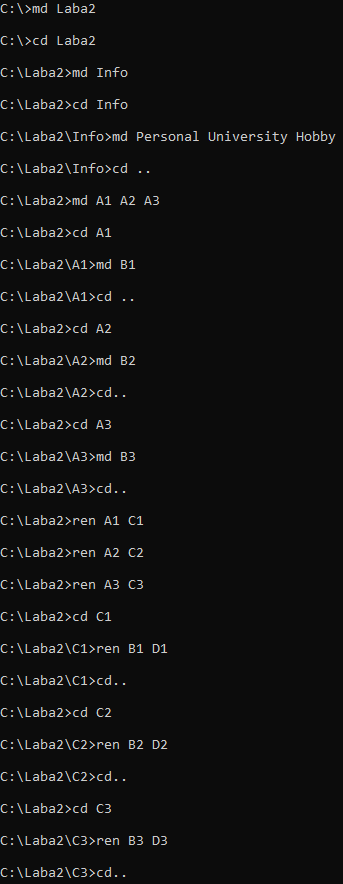 C:\>md Laba2
C:\>cd Laba2
C:\Laba2>md Info
C:\Laba2>cd Info
C:\Laba2\Info>md Personal University Hobby
C:\Laba2\Info>cd ..
C:\Laba2>md A1 A2 A3
C:\Laba2>cd A1
C:\Laba2\A1>md B1
C:\Laba2\A1>cd ..
C:\Laba2>cd A2
C:\Laba2\A2>md B2
C:\Laba2\A2>cd..
C:\Laba2>cd A3
C:\Laba2\A3>md B3
C:\Laba2\A3>cd..
C:\Laba2>ren A1 C1
C:\Laba2>ren A2 C2
C:\Laba2>ren A3 C3
C:\Laba2>cd C1
C:\Laba2\C1>ren B1 D1
C:\Laba2\C1>cd..
C:\Laba2>cd C2
C:\Laba2\C2>ren B2 D2
C:\Laba2\C2>cd..
C:\Laba2>cd C3
C:\Laba2\C3>ren B3 D3
C:\Laba2\C3>cd..